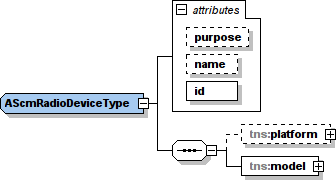 attributes
purpose
name
id
AScmRadioDeviceType
tns:platform
tns:model